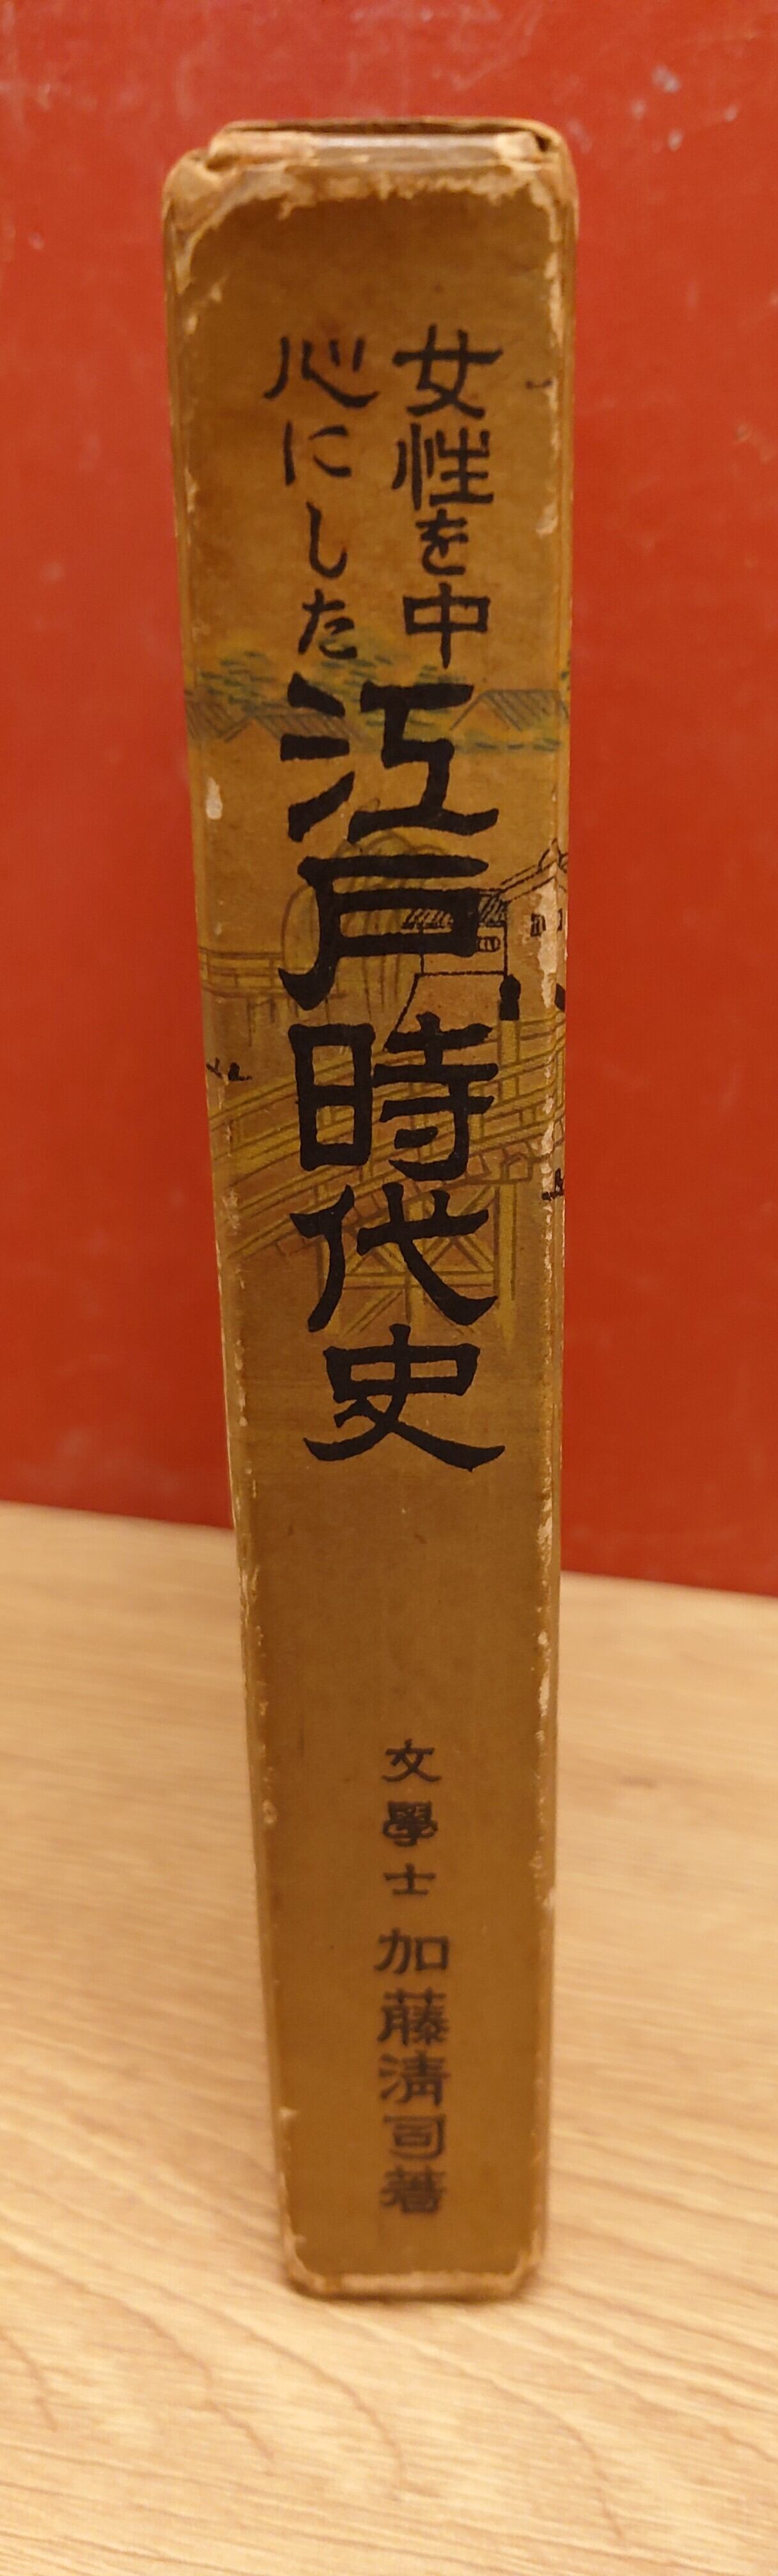 女性を中
心にした
江戸時代史
文學士 加藤清司著